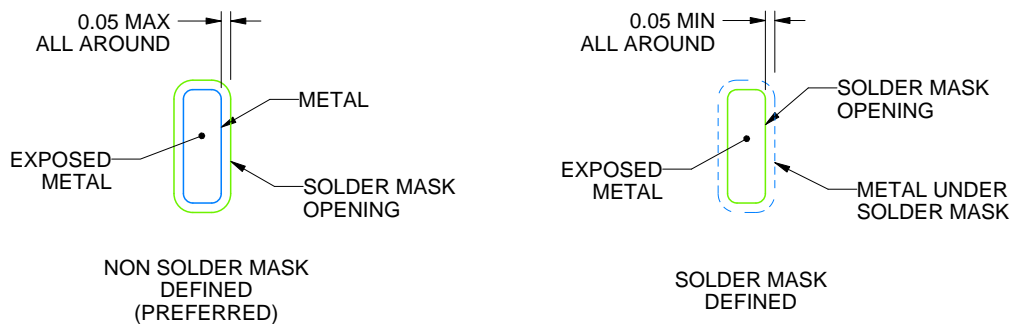 0.05 MAX
ALL AROUND
METAL
EXPOSED
METAL
SOLDER MASK
OPENING
NON SOLDER MASK
DEFINED
(PREFERRED)
0.05 MIN
ALL AROUND
SOLDER MASK
OPENING
EXPOSED
METAL
METAL UNDER
SOLDER MASK
SOLDER MASK
DEFINED